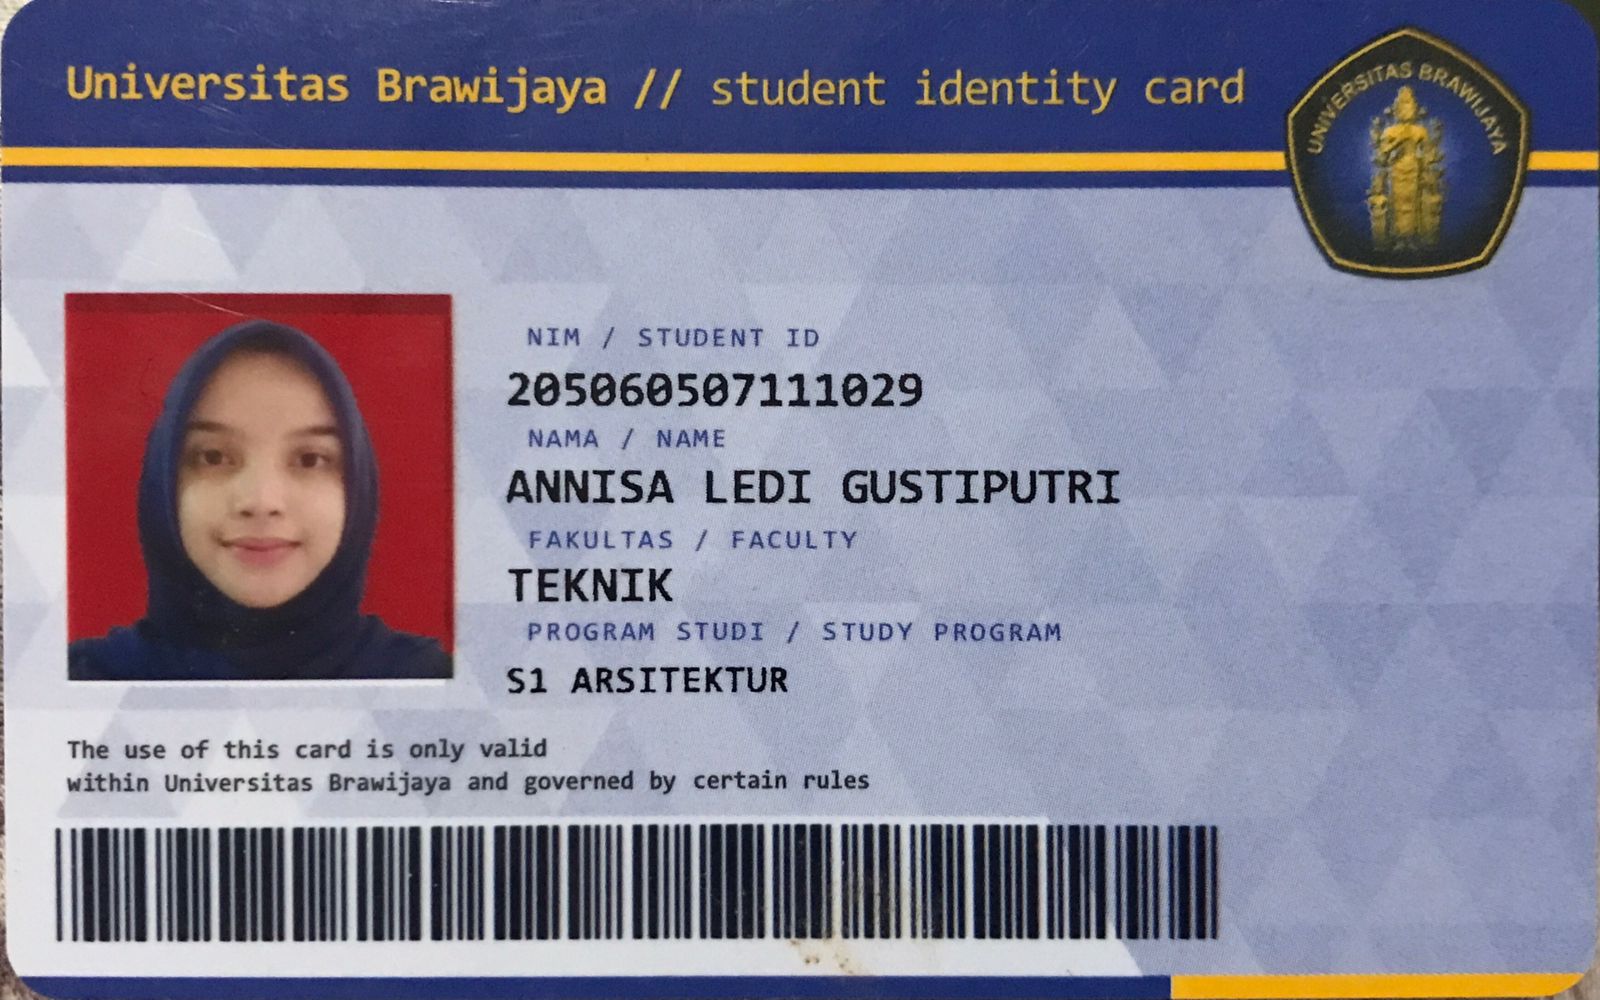 Universitas Brawijaya // student identity card
UNIVERSITAS BRAWIJAYA
NIM / STUDENT ID
205060507111029
NAMA / NAME
ANNISA LEDI GUSTIPUTRI
FAKULTAS / FACULTY
TEKNIK
PROGRAM STUDI / STUDY PROGRAM
S1 ARSITEKTUR
The use of this card is only valid
within Universitas Brawijaya and governed by certain rules